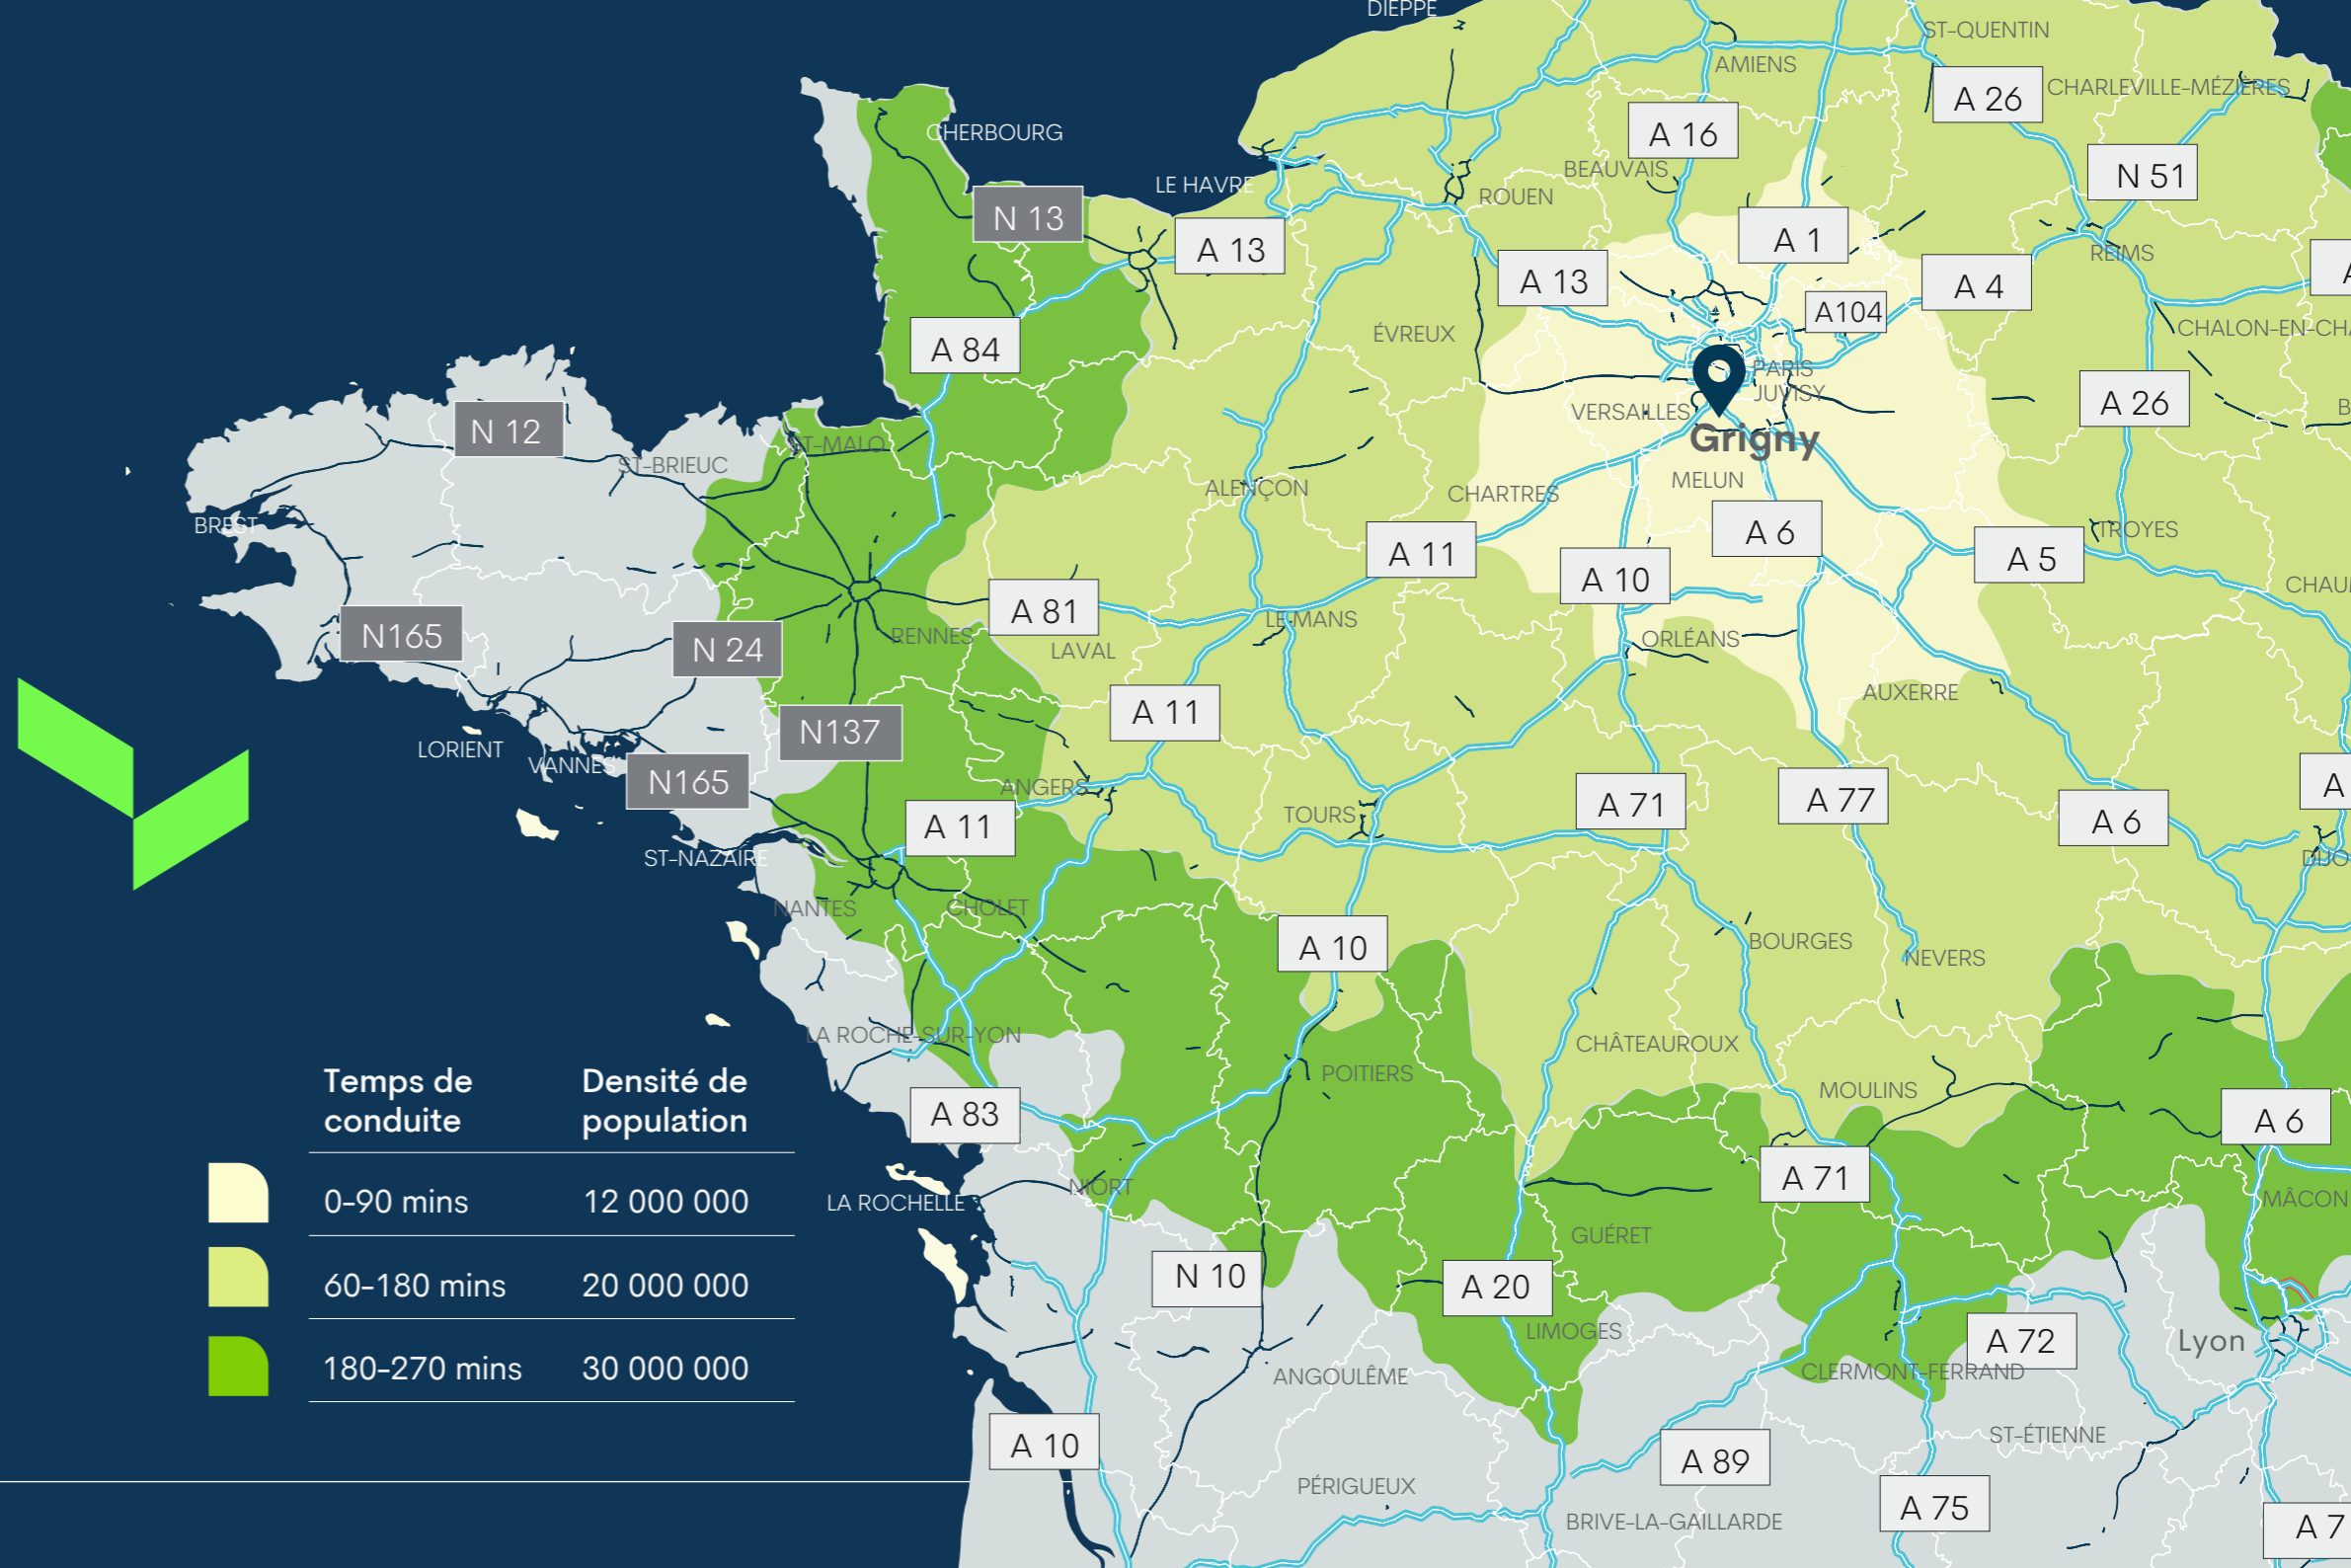 DIEPPE
ST-QUENTIN
AMIENS
A 26
CHARLEVILLE-MÉZIÈRES
A 16
CHERBOURG
BEAUVAIS
N 51
LE HAVRE
ROUEN
N 13
A 13
A 1
REIMS
A 13
A 4
A104
ÉVREUX
CHALON-EN-CH
A 84
PARIS
JUVISY
VERSAILLES
A 26
N 12
Grigny
ST-MALO
ST-BRIEUC
MELUN
ALENÇON
CHARTRES
BREST
A 6
TROYES
A 11
A 5
A 10
CHAU
A 81
LE MANS
N165
RENNES
ORLÉANS
N 24
LAVAL
AUXERRE
A 11
N137
LORIENT
VANNES
N165
ANGERS
A 71
A 77
TOURS
A
A 11
A 6
ST-NAZAIRE
DIJO
NANTES
CHOLET
A 10
BOURGES
NEVERS
LA ROCHE-SUR-YON
CHÂTEAUROUX
POITIERS
MOULINS
A 83
A 6
A 71
NIORT
MÂCON
LA ROCHELLE
GUÉRET
N 10
A 20
LIMOGES
A 72
Lyon
ANGOULÊME
CLERMONT-FERRAND
A 10
ST-ÉTIENNE
A 89
PÉRIGUEUX
A 75
BRIVE-LA-GAILLARDE
A 7
Temps de conduite
Densité de population
0-90 mins 12 000 000
60-180 mins 20 000 000
180-270 mins 30 000 000